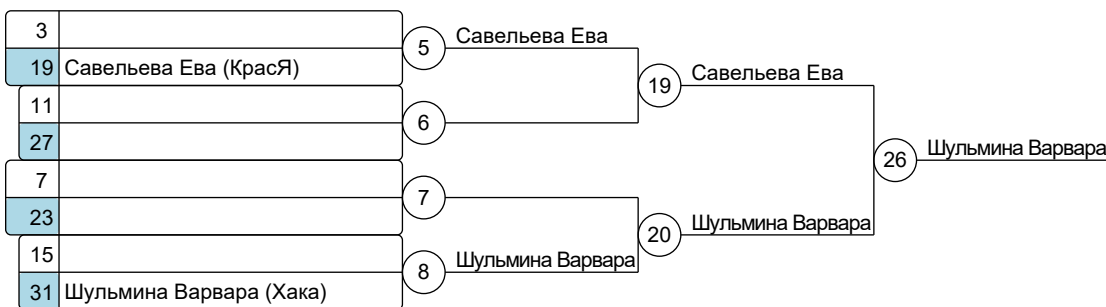 3
5 Савельева Ева
19 Савельева Ева (КрасЯ)
19 Савельева Ева
11
6
27
26 Шульмина Варвара
7
7
23
20 Шульмина Варвара
15
8 Шульмина Варвара
31 Шульмина Варвара (Хака)